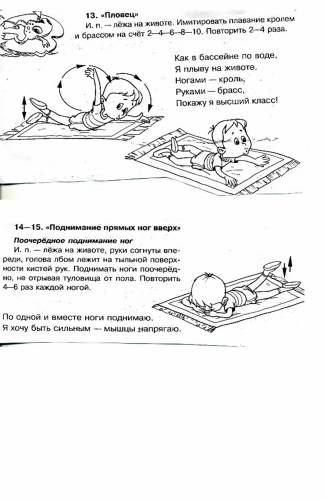 13. «Пловец»
И. п. — лёжа на животе. Имитировать плавание кролем
и брассом на счёт 2—4—6—8—10. Повторить 2—4 раза.
Как в бассейне по воде,
Я плыву на животе.
Ногами — кроль,
Руками — брасс,
Покажу я высший класс!
14—15. «Поднимание прямых ног вверх»
Поочерёдное поднимание ног
И. п. — лёжа на животе, руки согнуты впе-
реди, голова лбом лежит на тыльной поверх-
ности кистей рук. Поднимать ноги поочерёд-
но, не отрывая туловища от пола. Повторить
4—6 раз каждой ногой.
По одной и вместе ноги поднимаю.
Я хочу быть сильным — мышцы напрягаю.